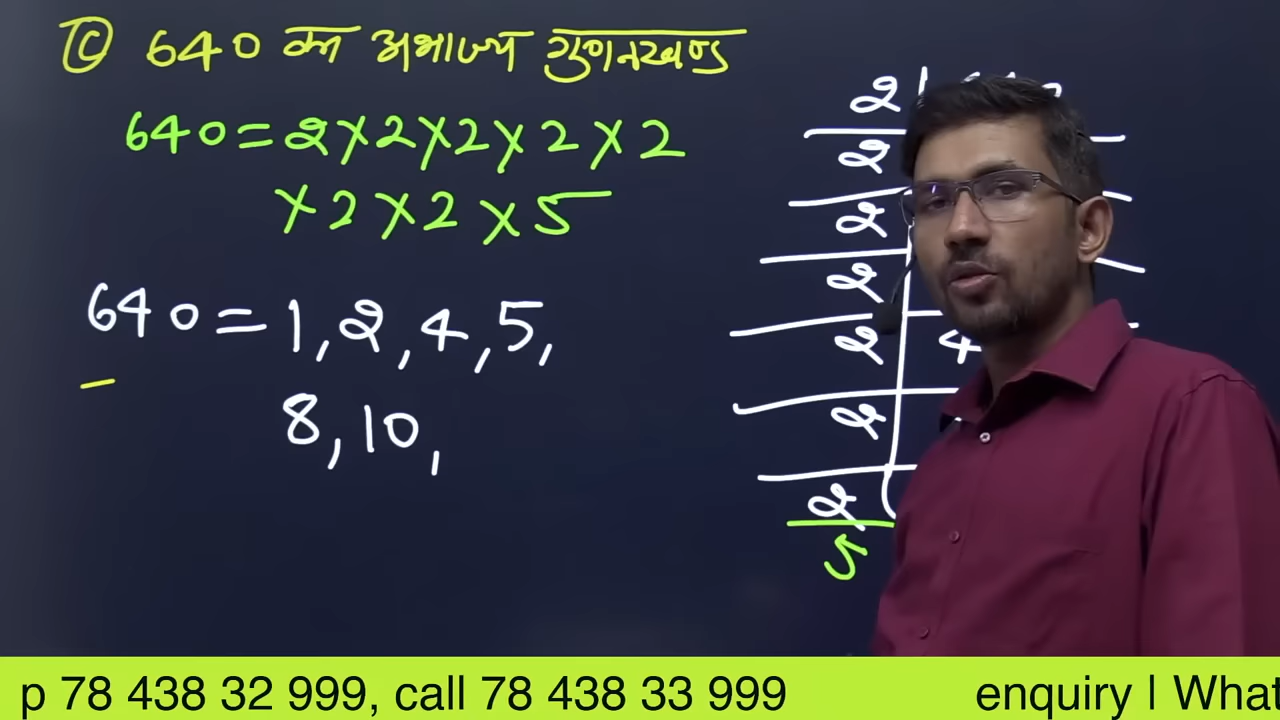 (C) 640 का अभाज्य गुणनखण्ड
640 = 2 × 2 × 2 × 2 × 2
× 2 × 2 × 5
640 = 1, 2, 4, 5,
8, 10,
2
2
2
2
2 4
2
2
5
p 78 438 32 999, call 78 438 33 999 enquiry | What